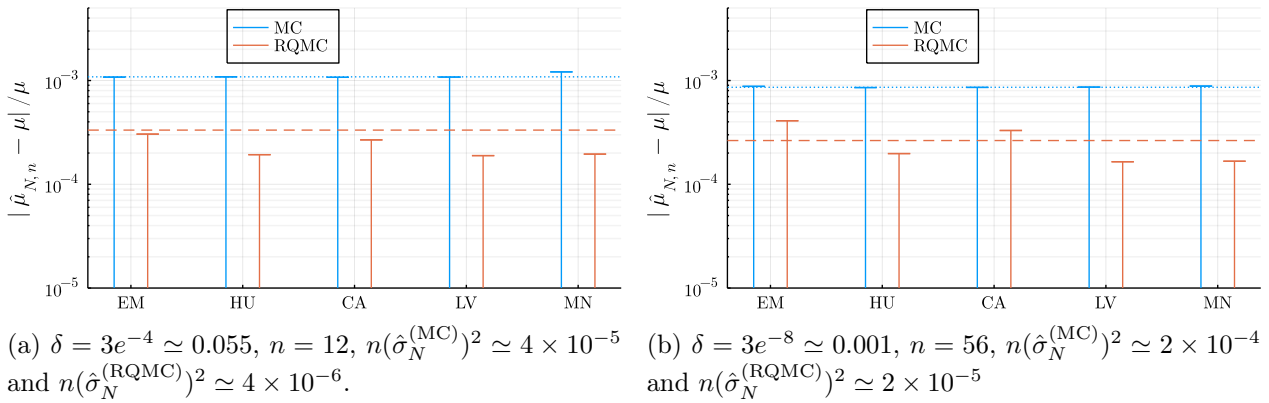 MC
RQMC
| μ̂_{N,n} − μ| /μ
10^{−3}
10^{−4}
10^{−5}
EM HU CA LV MN
(a) δ = 3e^{−4} ≃ 0.055, n = 12, n(σ̂_N^{(MC)})^2 ≃ 4 × 10^{−5}
and n(σ̂_N^{(RQMC)})^2 ≃ 4 × 10^{−6}.
MC
RQMC
| μ̂_{N,n} − μ| /μ
10^{−3}
10^{−4}
10^{−5}
EM HU CA LV MN
(b) δ = 3e^{−8} ≃ 0.001, n = 56, n(σ̂_N^{(MC)})^2 ≃ 2 × 10^{−4}
and n(σ̂_N^{(RQMC)})^2 ≃ 2 × 10^{−5}